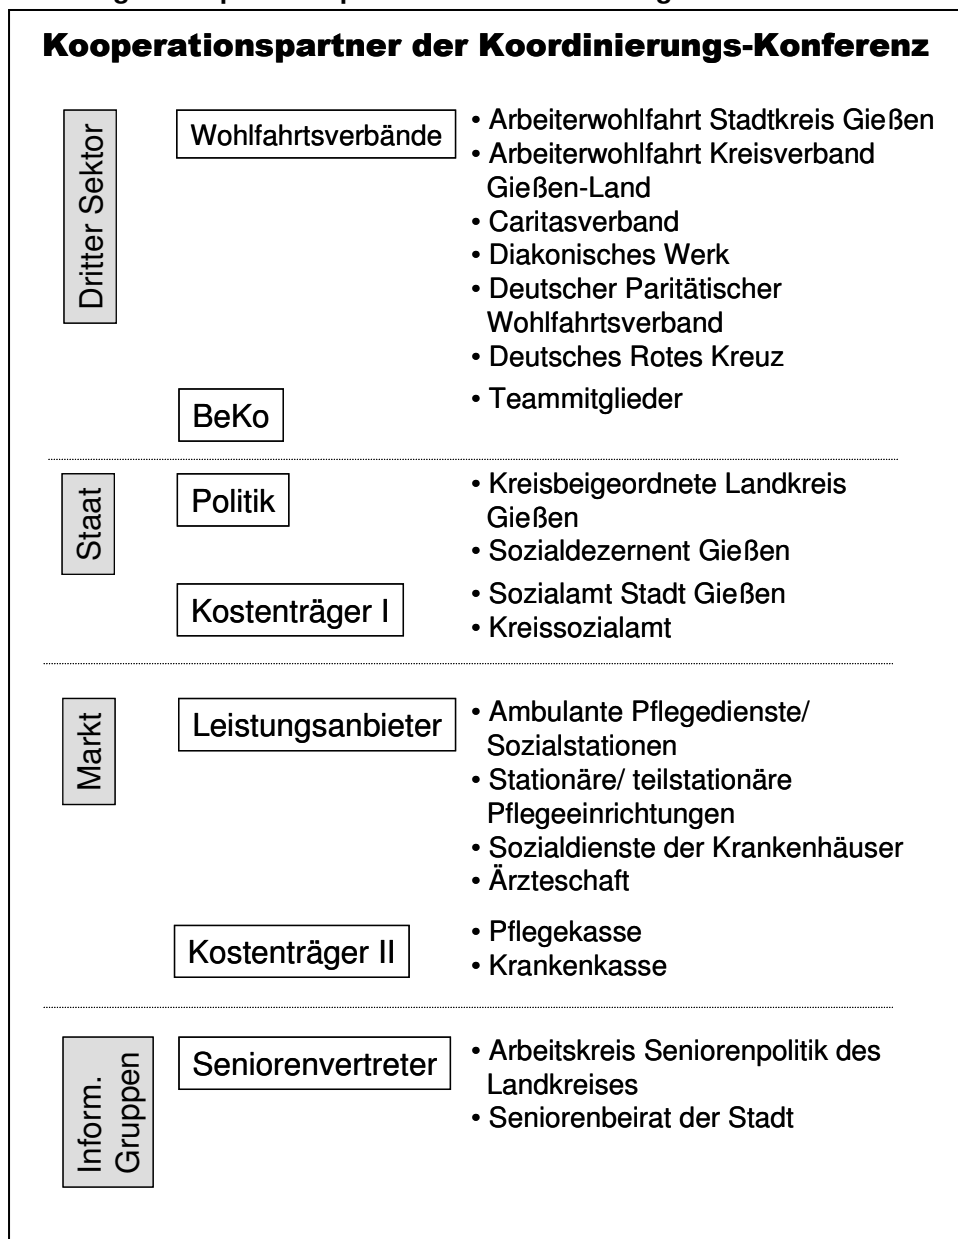 Kooperationspartner der Koordinierungs-Konferenz
Dritter Sektor
Wohlfahrtsverbände
• Arbeiterwohlfahrt Stadtkreis Gießen
• Arbeiterwohlfahrt Kreisverband
Gießen-Land
• Caritasverband
• Diakonisches Werk
• Deutscher Paritätischer
Wohlfahrtsverband
• Deutsches Rotes Kreuz
BeKo
• Teammitglieder
Staat
Politik
• Kreisbeigeordnete Landkreis
Gießen
• Sozialdezernent Gießen
Kostenträger I
• Sozialamt Stadt Gießen
• Kreissozialamt
Markt
Leistungsanbieter
• Ambulante Pflegedienste/
Sozialstationen
• Stationäre/ teilstationäre
Pflegeeinrichtungen
• Sozialdienste der Krankenhäuser
• Ärzteschaft
Kostenträger II
• Pflegekasse
• Krankenkasse
Inform.
Gruppen
Seniorenvertreter
• Arbeitskreis Seniorenpolitik des
Landkreises
• Seniorenbeirat der Stadt